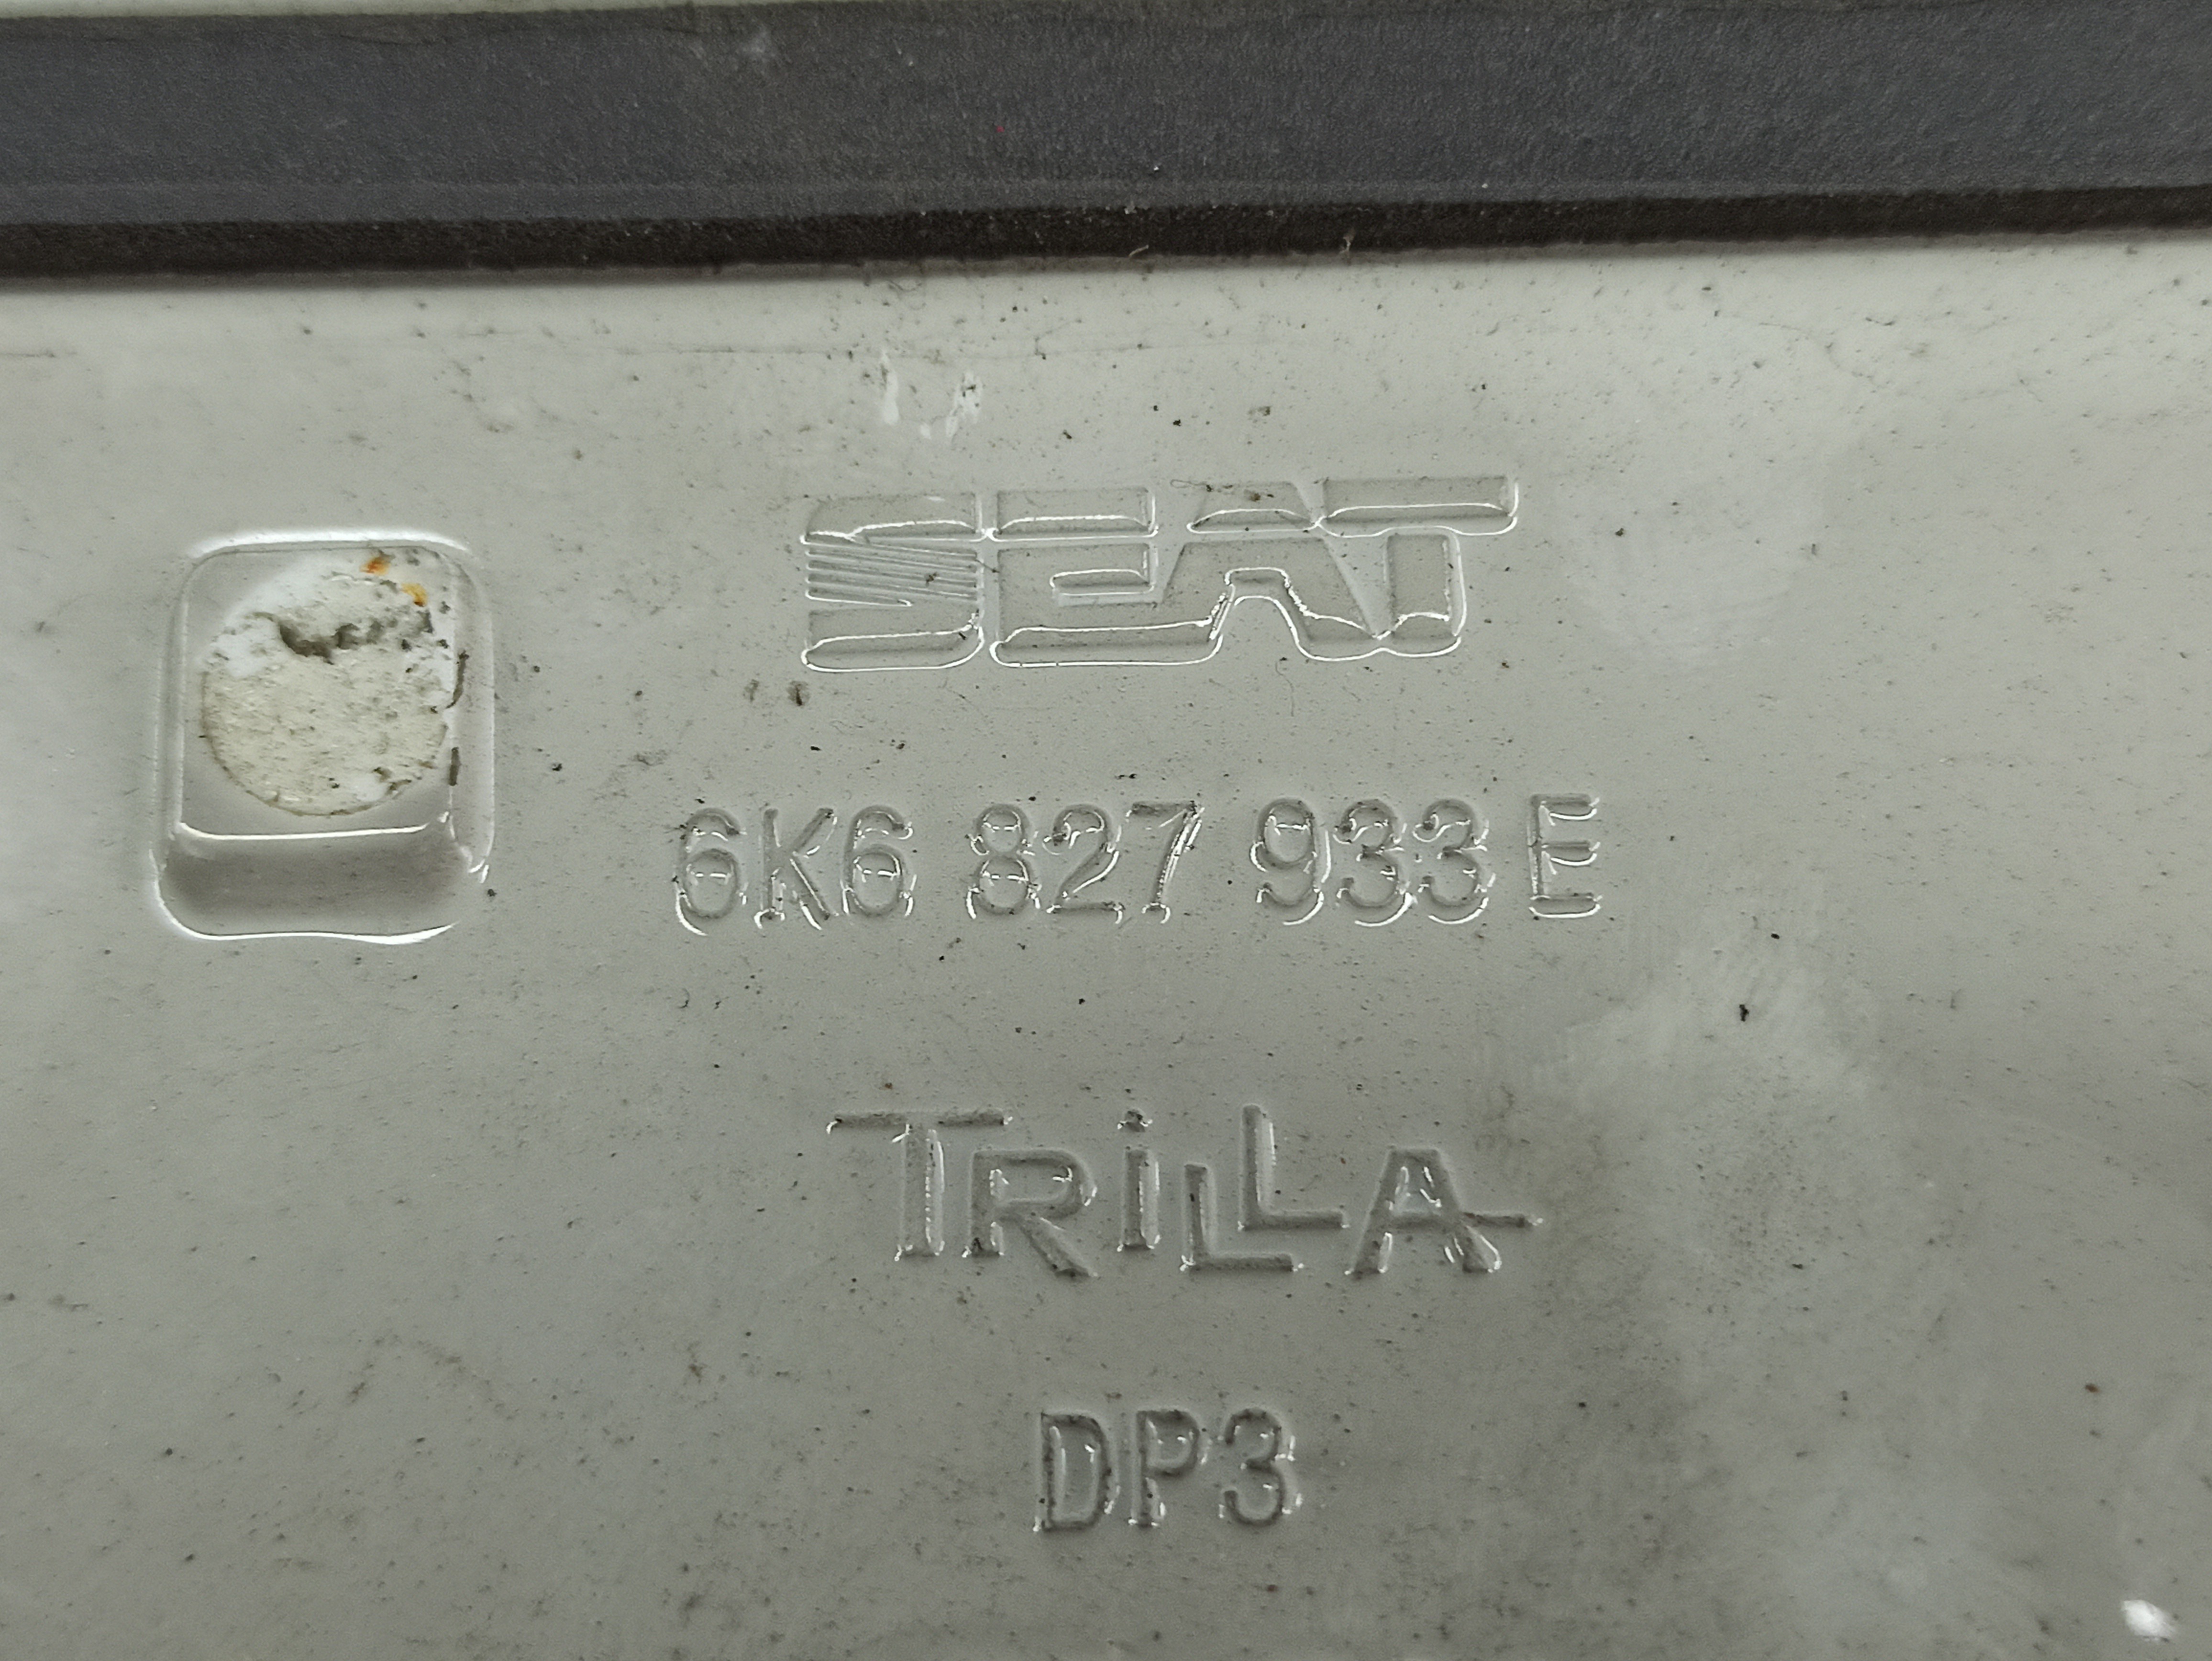 SEAT
6K6 827 933 E
TRiLLA
DP3